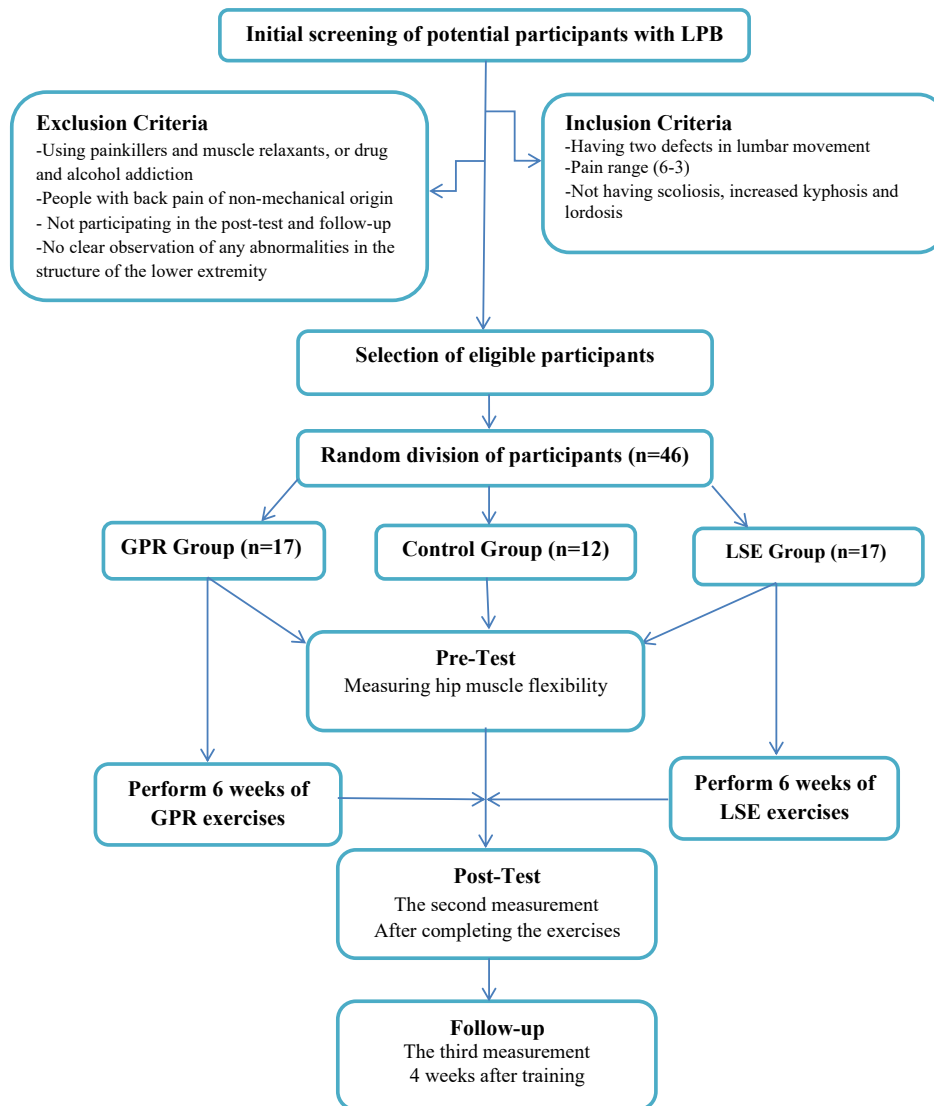 Initial screening of potential participants with LPB
Exclusion Criteria
-Using painkillers and muscle relaxants, or drug
and alcohol addiction
-People with back pain of non-mechanical origin
- Not participating in the post-test and follow-up
-No clear observation of any abnormalities in the
structure of the lower extremity
Inclusion Criteria
-Having two defects in lumbar movement
-Pain range (6-3)
-Not having scoliosis, increased kyphosis and
lordosis
Selection of eligible participants
Random division of participants (n=46)
GPR Group (n=17)
Control Group (n=12)
LSE Group (n=17)
Pre-Test
Measuring hip muscle flexibility
Perform 6 weeks of
GPR exercises
Perform 6 weeks of
LSE exercises
Post-Test
The second measurement
After completing the exercises
Follow-up
The third measurement
4 weeks after training